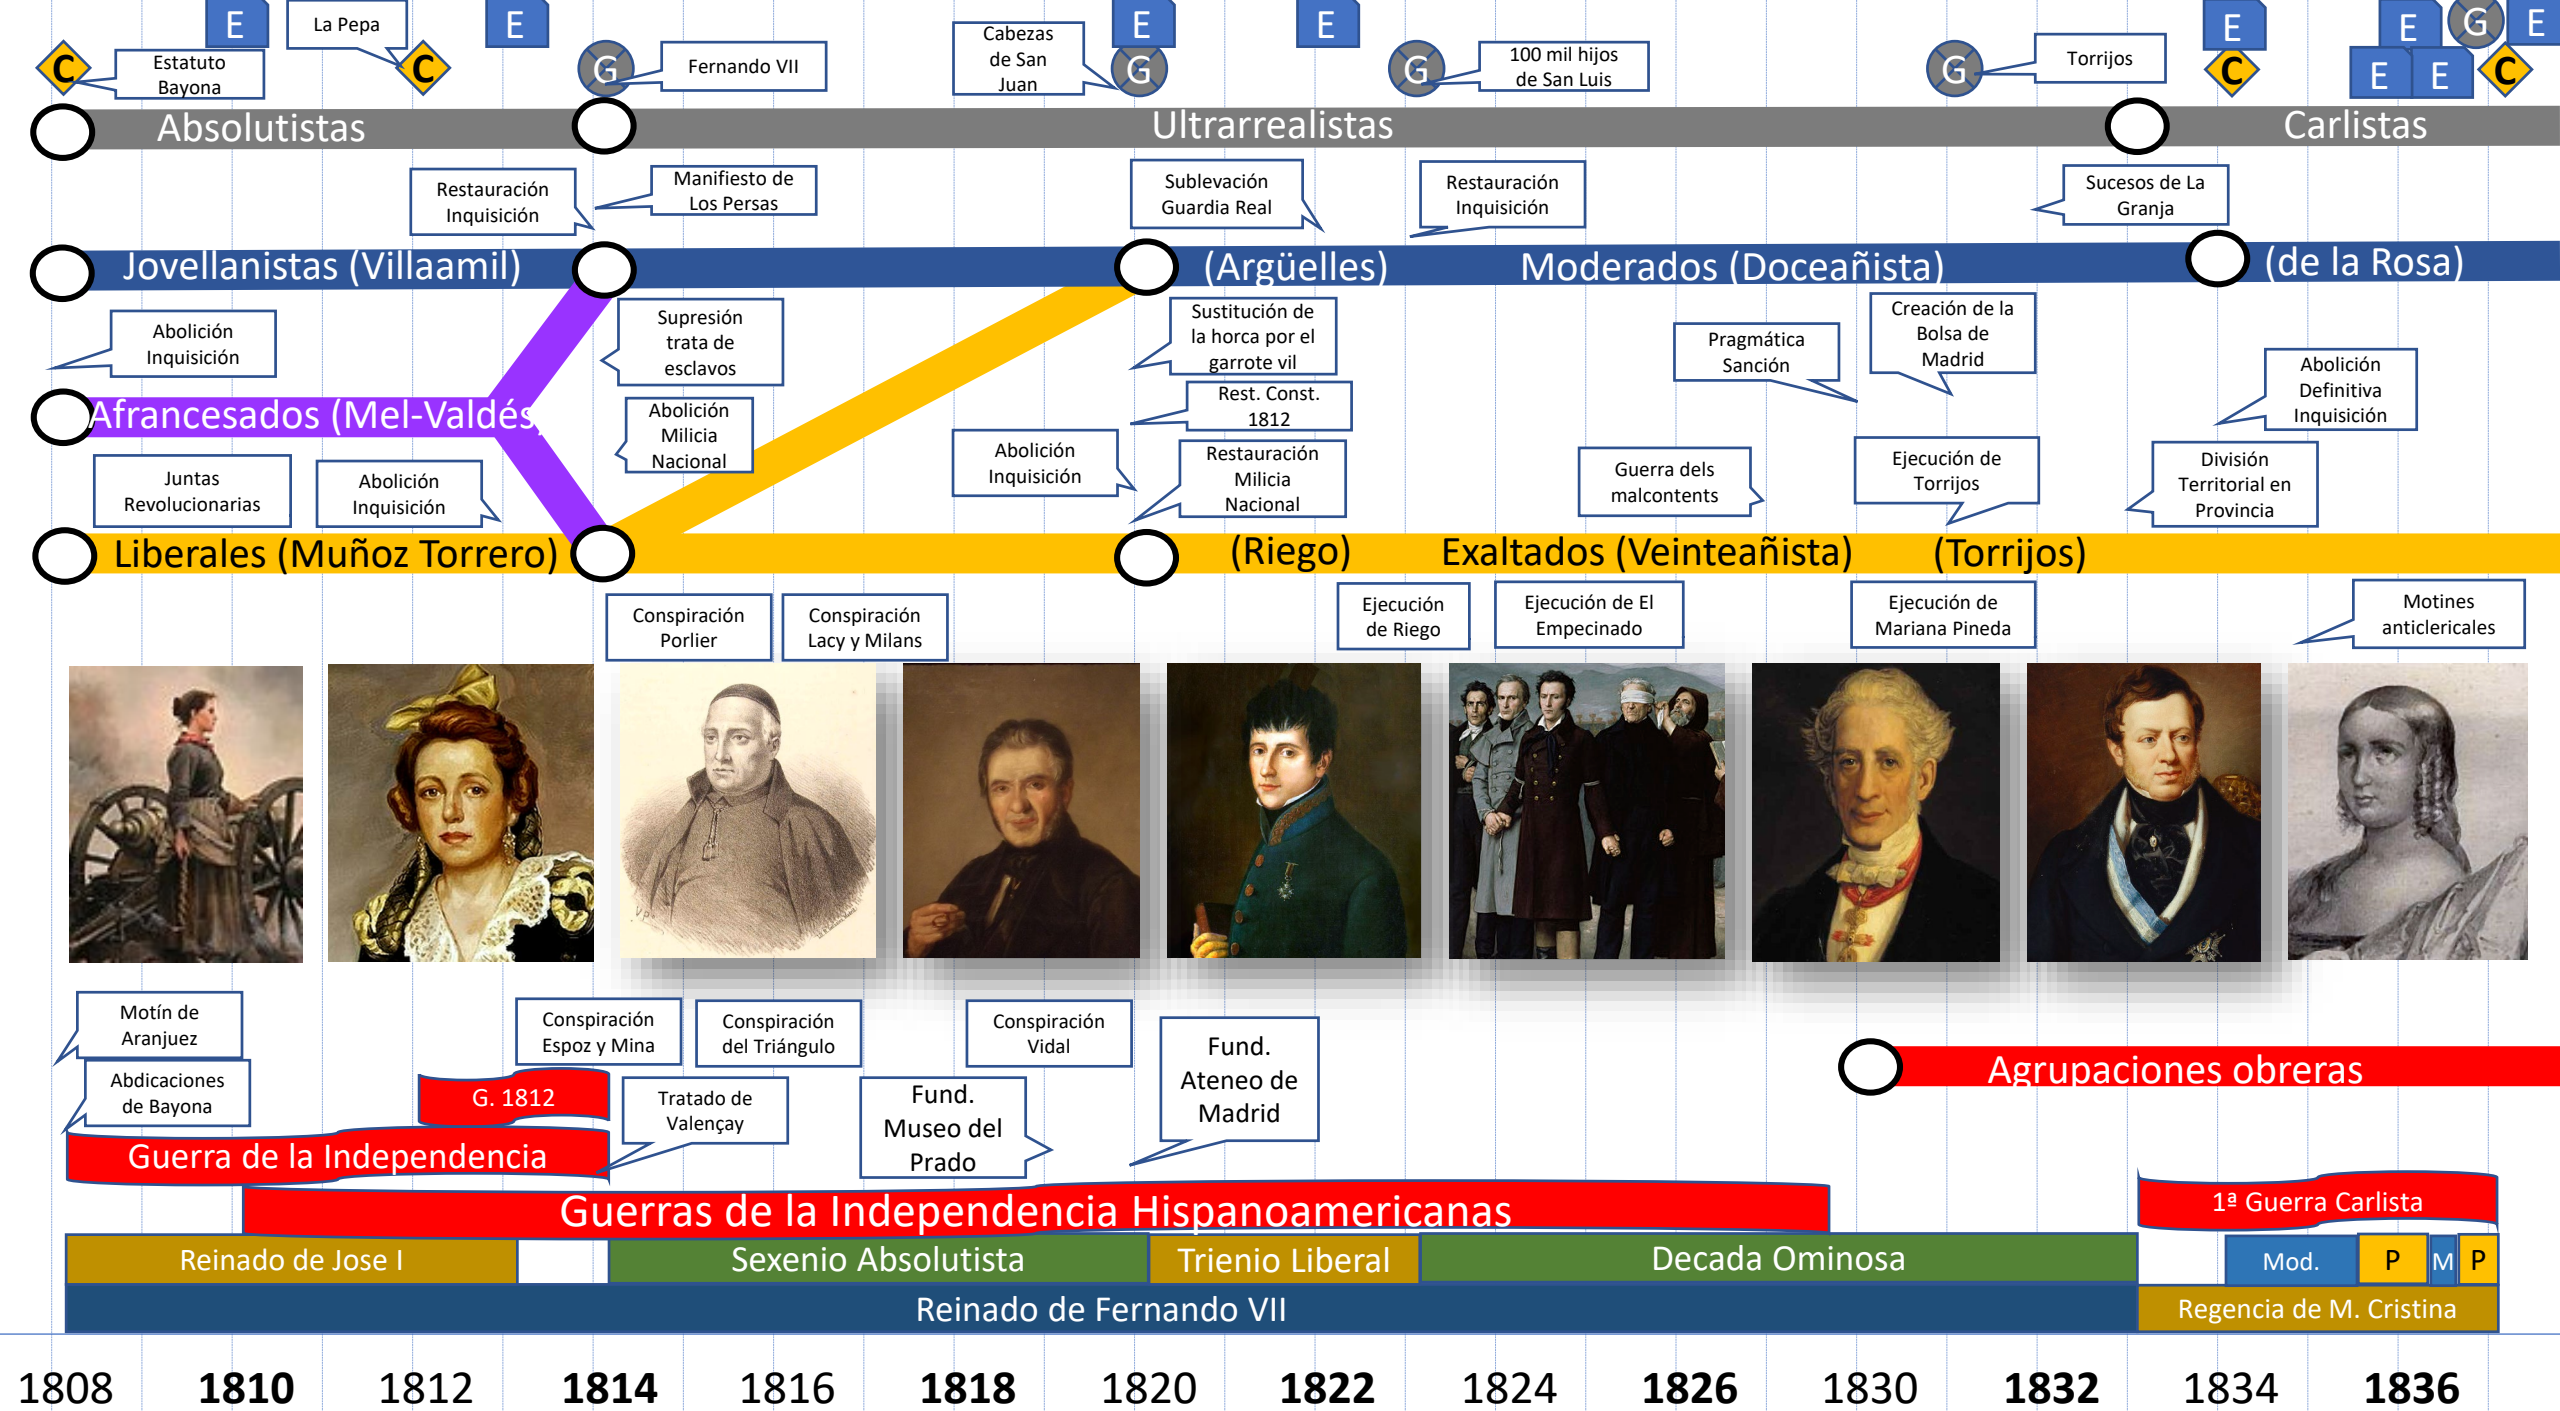 E
E
E
E
E
E
G
E
La Pepa
Cabezas
de San
Juan
C
Estatuto
Bayona
C
G
Fernando VII
G
G
100 mil hijos
de San Luis
G
Torrijos
C
E
E
C
Absolutistas
Ultrarrealistas
Carlistas
Restauración
Inquisición
Manifiesto de
Los Persas
Sublevación
Guardia Real
Restauración
Inquisición
Sucesos de La
Granja
Jovellanistas (Villaamil)
(Argüelles)
Moderados (Doceañista)
(de la Rosa)
Abolición
Inquisición
Supresión
trata de
esclavos
Sustitución de
la horca por el
garrote vil
Pragmática
Sanción
Creación de la
Bolsa de
Madrid
Abolición
Definitiva
Inquisición
Afrancesados (Mel-Valdés)
Abolición
Milicia
Nacional
Rest. Const.
1812
Juntas
Revolucionarias
Abolición
Inquisición
Abolición
Inquisición
Restauración
Milicia
Nacional
Guerra dels
malcontents
Ejecución de
Torrijos
División
Territorial en
Provincia
Liberales (Muñoz Torrero)
(Riego)
Exaltados (Veinteañista)
(Torrijos)
Conspiración
Porlier
Conspiración
Lacy y Milans
Ejecución
de Riego
Ejecución de El
Empecinado
Ejecución de
Mariana Pineda
Motines
anticlericales
Motín de
Aranjuez
Conspiración
Espoz y Mina
Conspiración
del Triángulo
Conspiración
Vidal
Fund.
Ateneo de
Madrid
Agrupaciones obreras
Abdicaciones
de Bayona
G. 1812
Tratado de
Valençay
Fund.
Museo del
Prado
Guerra de la Independencia
Guerras de la Independencia Hispanoamericanas
1ª Guerra Carlista
Reinado de Jose I
Sexenio Absolutista
Trienio Liberal
Decada Ominosa
Mod.
P
M
P
Reinado de Fernando VII
Regencia de M. Cristina
1808
1810
1812
1814
1816
1818
1820
1822
1824
1826
1830
1832
1834
1836